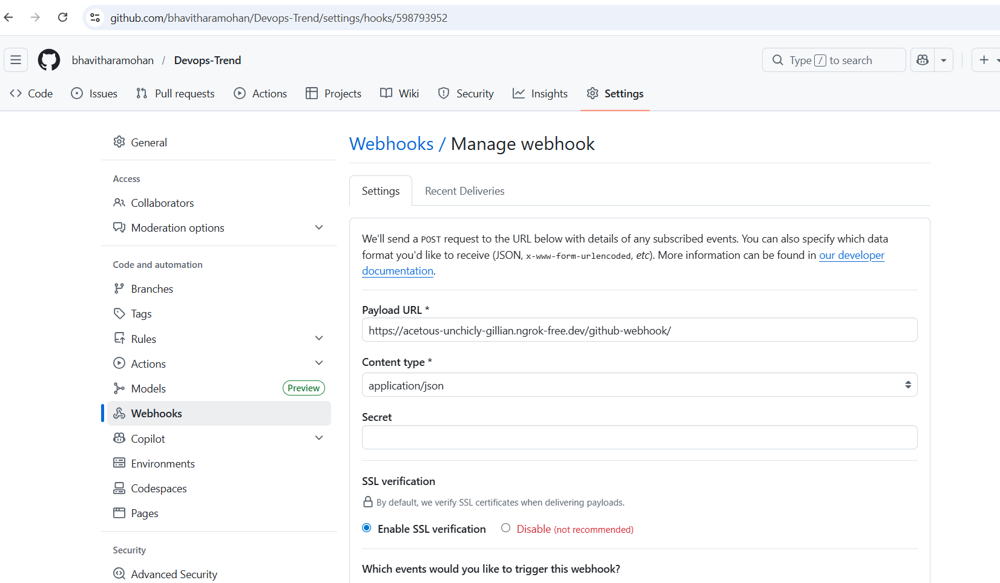 github.com/bhavitharamohan/Devops-Trend/settings/hooks/598793952
bhavitharamohan / Devops-Trend
Type / to search
Code
Issues
Pull requests
Actions
Projects
Wiki
Security
Insights
Settings
General
Access
Collaborators
Moderation options
Code and automation
Branches
Tags
Rules
Actions
Models
Preview
Webhooks
Copilot
Environments
Codespaces
Pages
Security
Advanced Security
Webhooks / Manage webhook
Settings
Recent Deliveries
We'll send a POST request to the URL below with details of any subscribed events. You can also specify which data
format you'd like to receive (JSON, x-www-form-urlencoded, etc). More information can be found in our developer
documentation.
Payload URL *
https://acetous-unchicly-gillian.ngrok-free.dev/github-webhook/
Content type *
application/json
Secret
SSL verification
By default, we verify SSL certificates when delivering payloads.
Enable SSL verification
Disable (not recommended)
Which events would you like to trigger this webhook?